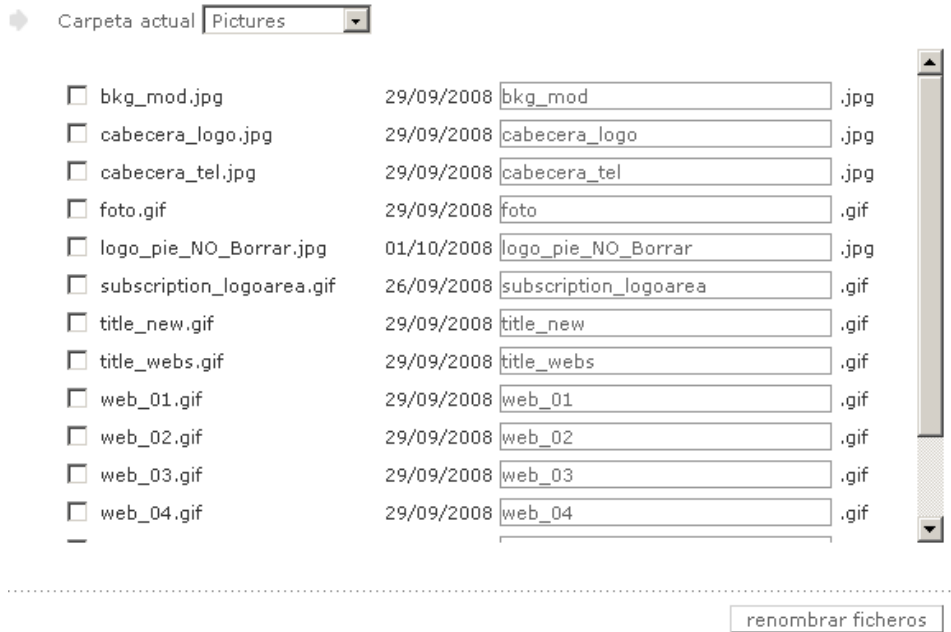 Carpeta actual Pictures
bkg_mod.jpg 29/09/2008 bkg_mod .jpg
cabecera_logo.jpg 29/09/2008 cabecera_logo .jpg
cabecera_tel.jpg 29/09/2008 cabecera_tel .jpg
foto.gif 29/09/2008 foto .gif
logo_pie_NO_Borrar.jpg 01/10/2008 logo_pie_NO_Borrar .jpg
subscription_logoarea.gif 26/09/2008 subscription_logoarea .gif
title_new.gif 29/09/2008 title_new .gif
title_webs.gif 29/09/2008 title_webs .gif
web_01.gif 29/09/2008 web_01 .gif
web_02.gif 29/09/2008 web_02 .gif
web_03.gif 29/09/2008 web_03 .gif
web_04.gif 29/09/2008 web_04 .gif
renombrar ficheros